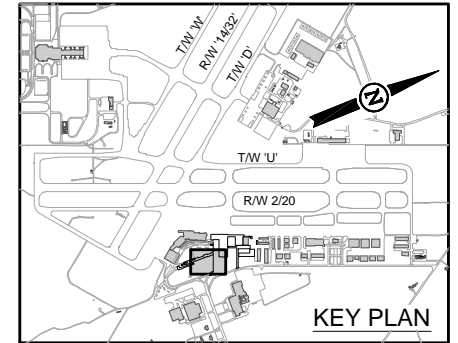 T/W 'W'
R/W '14/32'
T/W 'D'
N
T/W 'U'
R/W 2/20
KEY PLAN